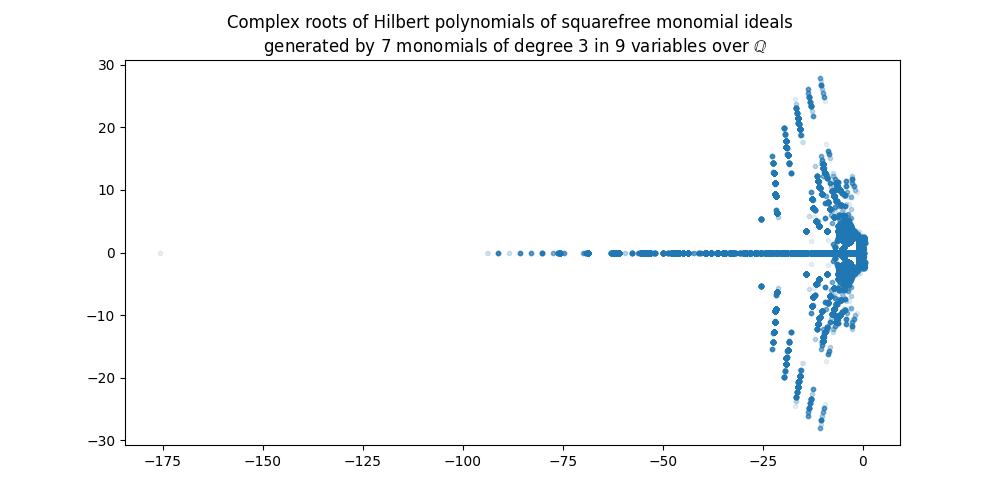 Complex roots of Hilbert polynomials of squarefree monomial ideals
generated by 7 monomials of degree 3 in 9 variables over ℚ
30
20
10
0
−10
−20
−30
−175 −150 −125 −100 −75 −50 −25 0